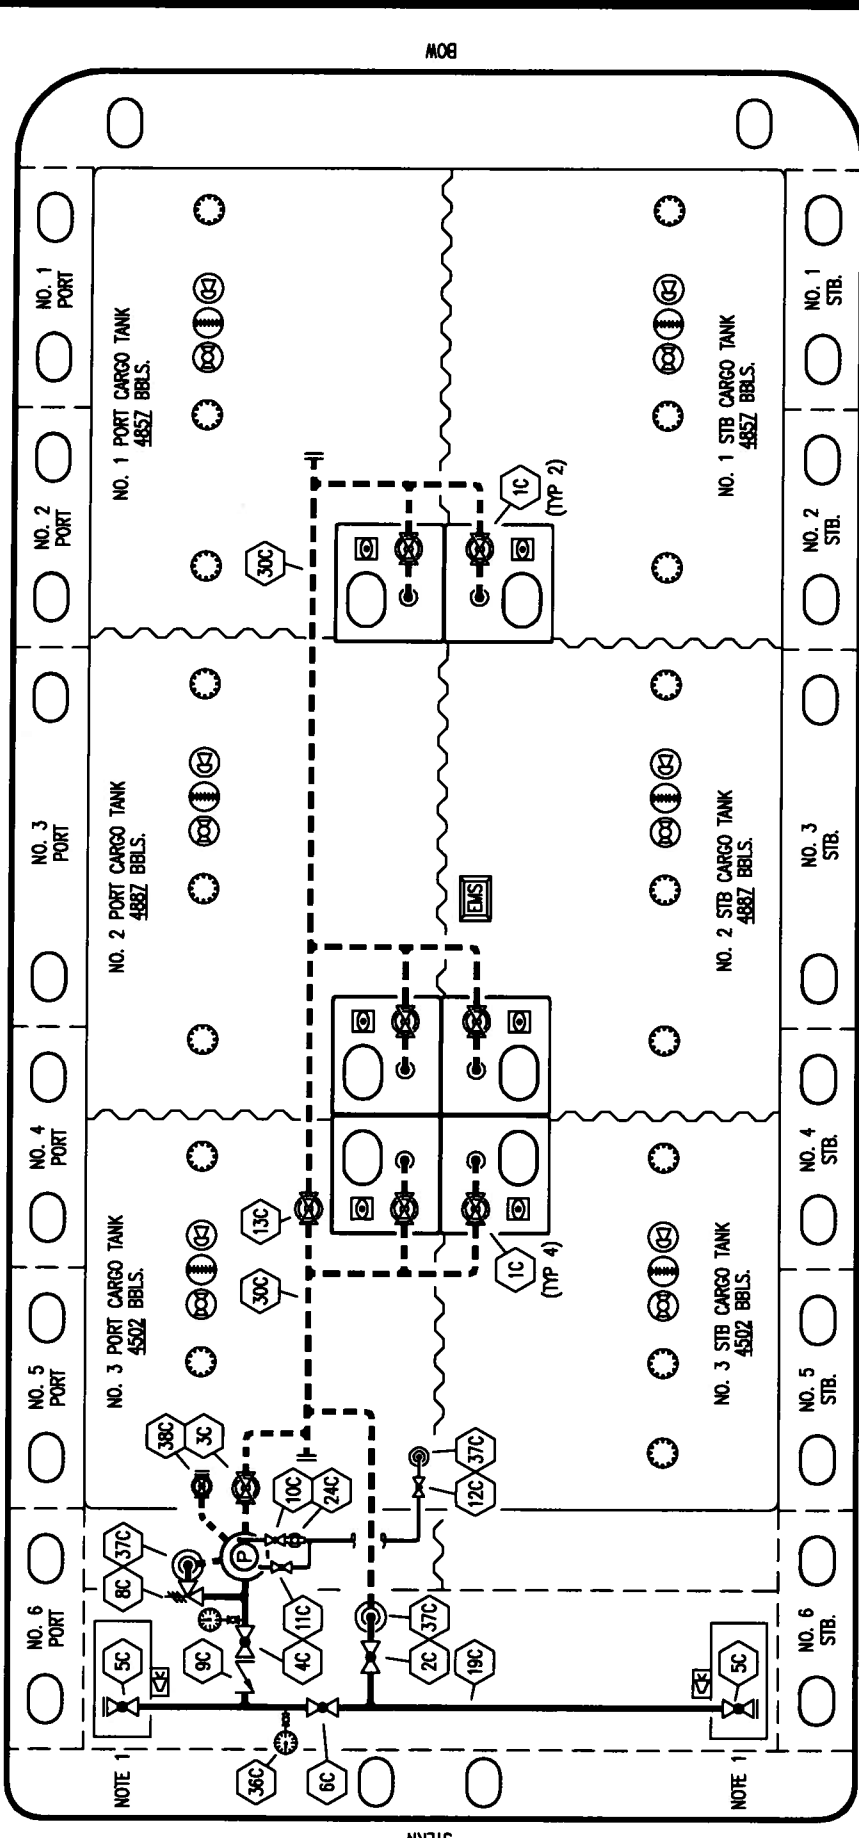 BOW
NO. 1
PORT
NO. 1
STB.
NO. 1 PORT CARGO TANK
4857 BBLS.
NO. 1 STB CARGO TANK
4857 BBLS.
NO. 2
PORT
NO. 2
STB.
1C
(TYP 2)
30C
NO. 3
PORT
NO. 3
STB.
NO. 2 PORT CARGO TANK
4887 BBLS.
NO. 2 STB CARGO TANK
4887 BBLS.
EMS
NO. 4
PORT
NO. 4
STB.
13C
30C
1C
(TYP 4)
NO. 3 PORT CARGO TANK
4502 BBLS.
NO. 3 STB CARGO TANK
4502 BBLS.
NO. 5
PORT
NO. 5
STB.
38C
3C
10C
24C
37C
12C
37C
8C
P
11C
4C
9C
37C
2C
19C
NO. 6
PORT
NO. 6
STB.
5C
5C
36C
6C
NOTE 1
NOTE 1
STERN